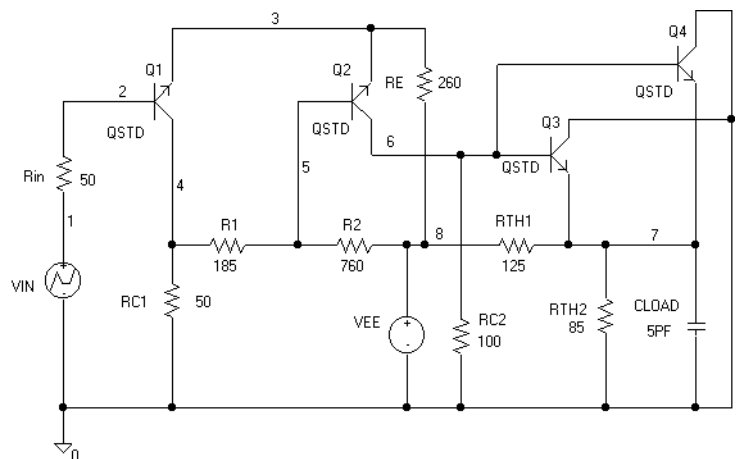 3
Q1
Q2
RE
260
Q4
2
QSTD
QSTD
QSTD
Q3
6
QSTD
Rin
50
5
4
1
R1
185
R2
760
8
RTH1
125
7
VIN
RC1
50
VEE
RC2
100
RTH2
85
CLOAD
5PF
0
+
-
+
-